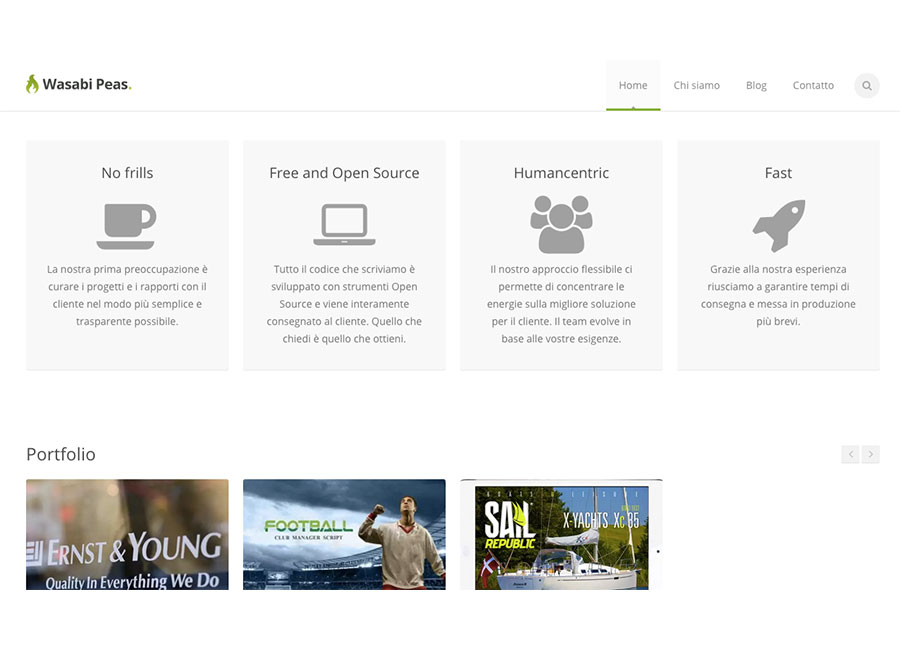 Wasabi Peas.
Home Chi siamo Blog Contatto
No frills
La nostra prima preoccupazione è
curare i progetti e i rapporti con il
cliente nel modo più semplice e
trasparente possibile.
Free and Open Source
Tutto il codice che scriviamo è
sviluppato con strumenti Open
Source e viene interamente
consegnato al cliente. Quello che
chiedi è quello che ottieni.
Humancentric
Il nostro approccio flessibile ci
permette di concentrare le
energie sulla migliore soluzione
per il cliente. Il team evolve in
base alle vostre esigenze.
Fast
Grazie alla nostra esperienza
riusciamo a garantire tempi di
consegna e messa in produzione
più brevi.
Portfolio
ERNST & YOUNG
Quality In Everything We Do
FOOTBALL
CLUB MANAGER SCRIPT
SAIL
REPUBLIC
X-YACHTS Xc 35